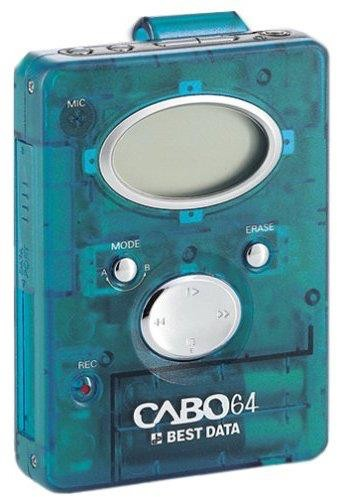 MIC
ERASE
MODE
A B
REC
CABO64
BEST DATA